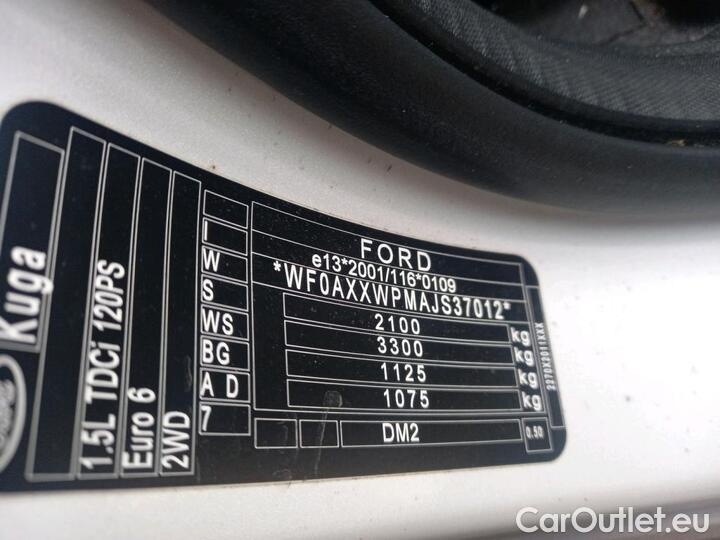 Kuga
1.5L TDCi 120PS
Euro 6
2WD
I
W
S
WS
BG
A D
7
FORD
e13*2001/116*0109
*WF0AXXWPMAJS37012*
2100 kg
3300 kg
1125 kg
1075 kg
DM2
0.50
227DX2011XXX
CarOutlet.eu